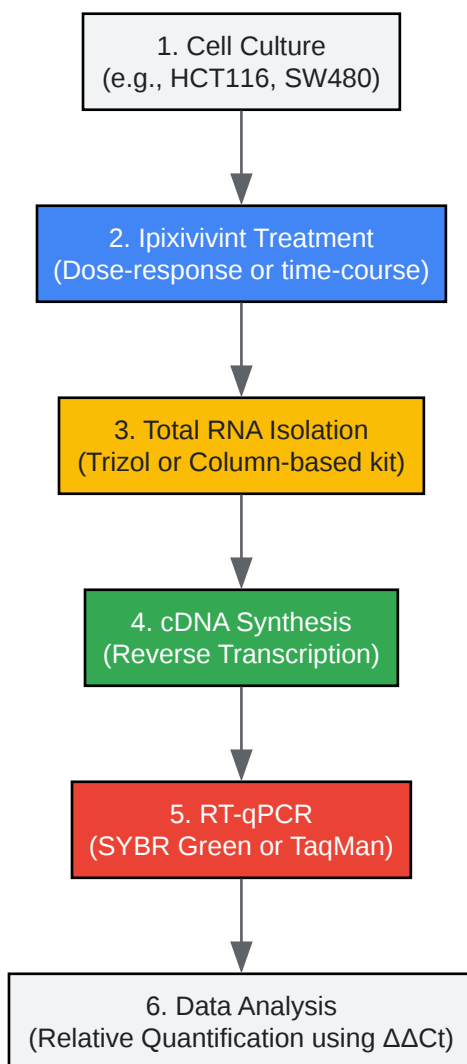 1. Cell Culture
(e.g., HCT116, SW480)
2. Ipixivivint Treatment
(Dose-response or time-course)
3. Total RNA Isolation
(Trizol or Column-based kit)
4. cDNA Synthesis
(Reverse Transcription)
5. RT-qPCR
(SYBR Green or TaqMan)
6. Data Analysis
(Relative Quantification using ΔΔCt)